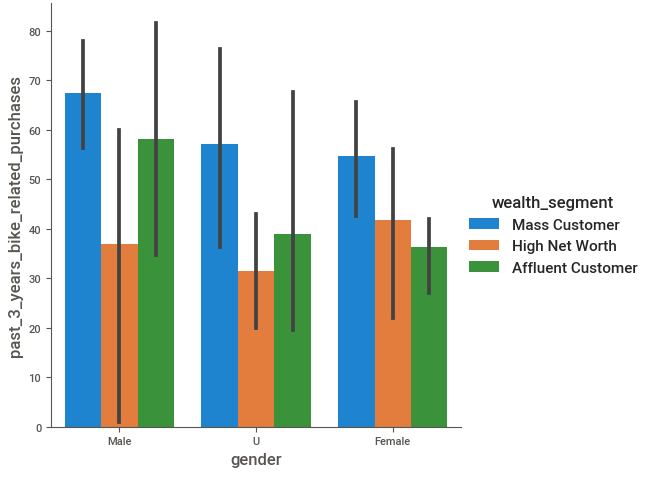 past_3_years_bike_related_purchases
80
70
60
50
40
30
20
10
0
Male
U
Female
gender
wealth_segment
Mass Customer
High Net Worth
Affluent Customer